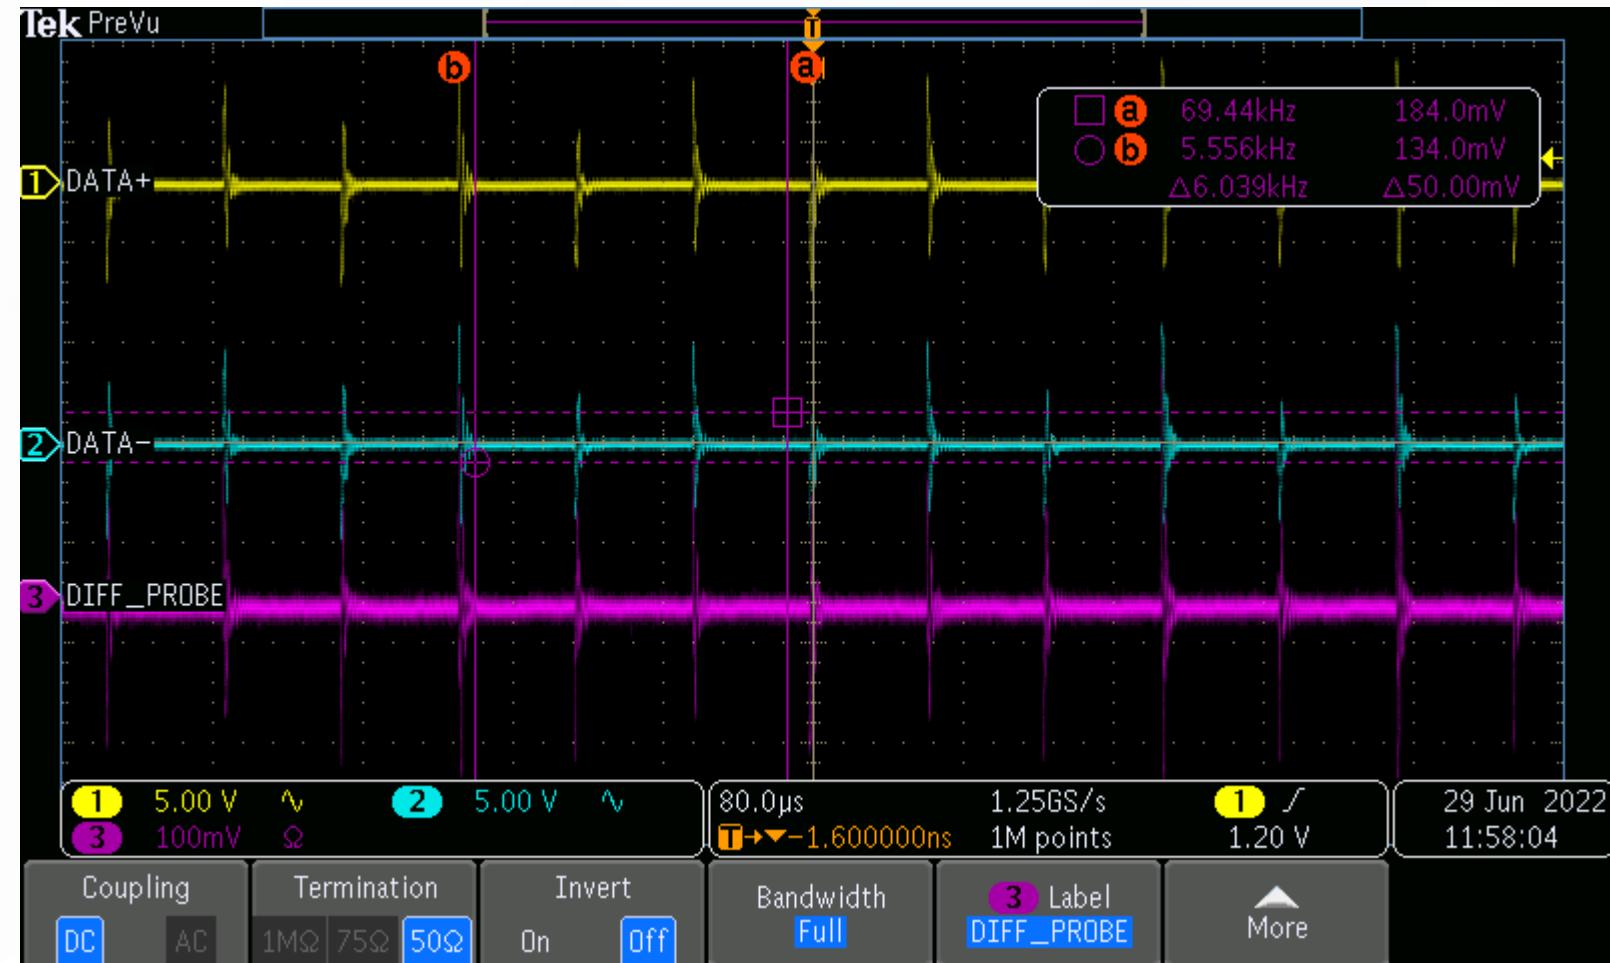 Tek PreVu
T
b a
a 69.44kHz 184.0mV
b 5.556kHz 134.0mV
△6.039kHz △50.00mV
1 DATA+
2 DATA-
3 DIFF_PROBE
1 5.00 V 2 5.00 V
3 100mV Ω
80.0µs 1.25GS/s 1
T→▼-1.600000ns 1M points 1.20 V
29 Jun 2022
11:58:04
Coupling
DC AC
Termination
1MΩ 75Ω 50Ω
Invert
On Off
Bandwidth
Full
3 Label
DIFF_PROBE
More